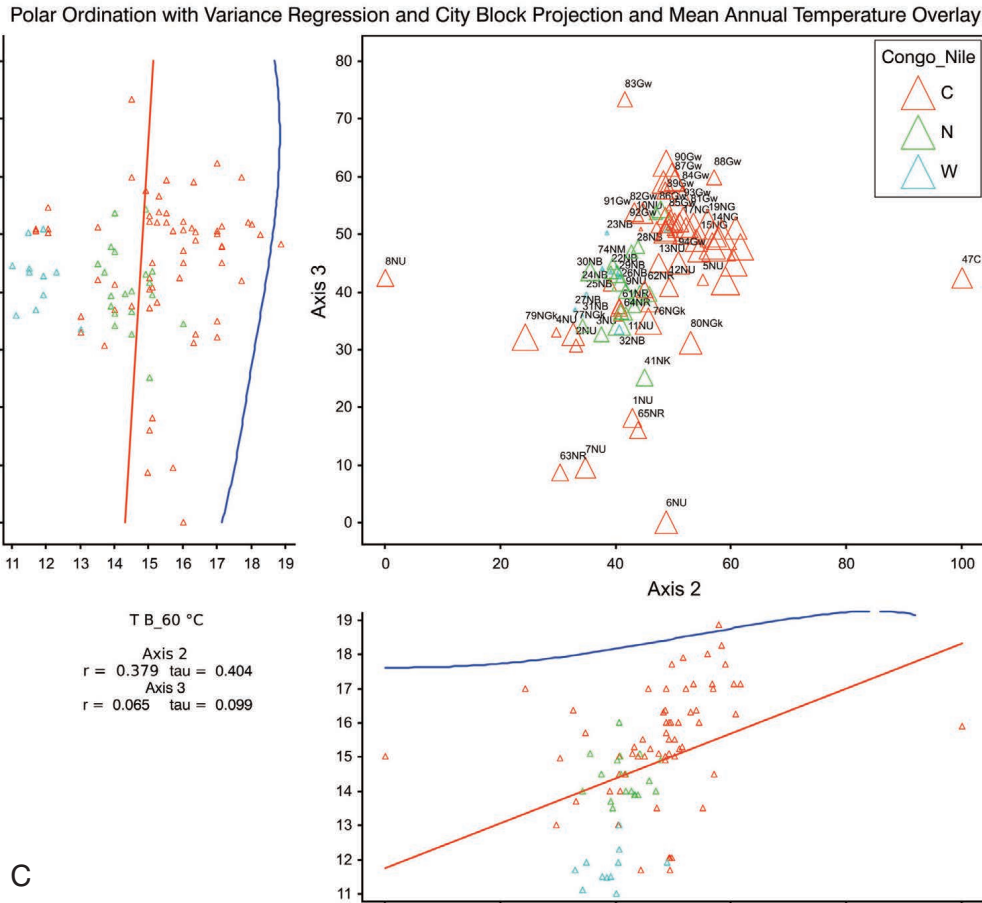 Polar Ordination with Variance Regression and City Block Projection and Mean Annual Temperature Overlay
Congo_Nile
C
N
W
Axis 3
80
70
60
50
40
30
20
10
0
83Gw
90Gw
87Gw
84Gw
88Gw
89Gw
93Gw
82Gw
86Gw
81Gw
91Gw
10NU
85Gw
17NG
19NG
92Gw
14NG
23NB
15NG
28NB
94Gw
74NM
22NB
13NU
8NU
30NB
29NB
12NU
5NU
47C
24NB
26NB
62NR
25NB
9NU
61NR
27NB
31NB
64NR
79NGk
4NU
77NGk
3NU
76NGk
2NU
11NU
80NGk
32NB
41NK
1NU
65NR
63NR
7NU
6NU
11 12 13 14 15 16 17 18 19
0 20 40 60 80 100
Axis 2
T B_60 °C
Axis 2
r = 0.379 tau = 0.404
Axis 3
r = 0.065 tau = 0.099
19
18
17
16
15
14
13
12
11
C